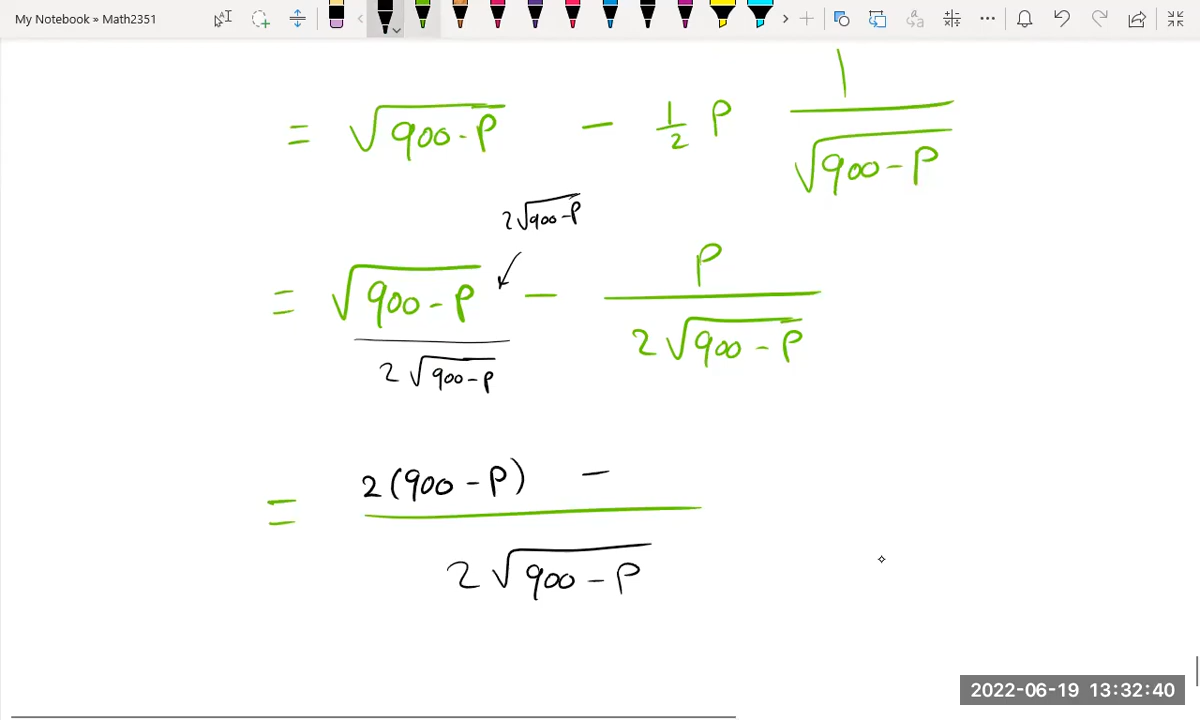 My Notebook » Math2351
= √(900 - P) - 1/2 P 1/√(900 - P)
2√(900 - P)
= √(900 - P)/(2√(900 - P)) - P/(2√(900 - P))
= (2(900 - P) -)/(2√(900 - P))
2022-06-19 13:32:40